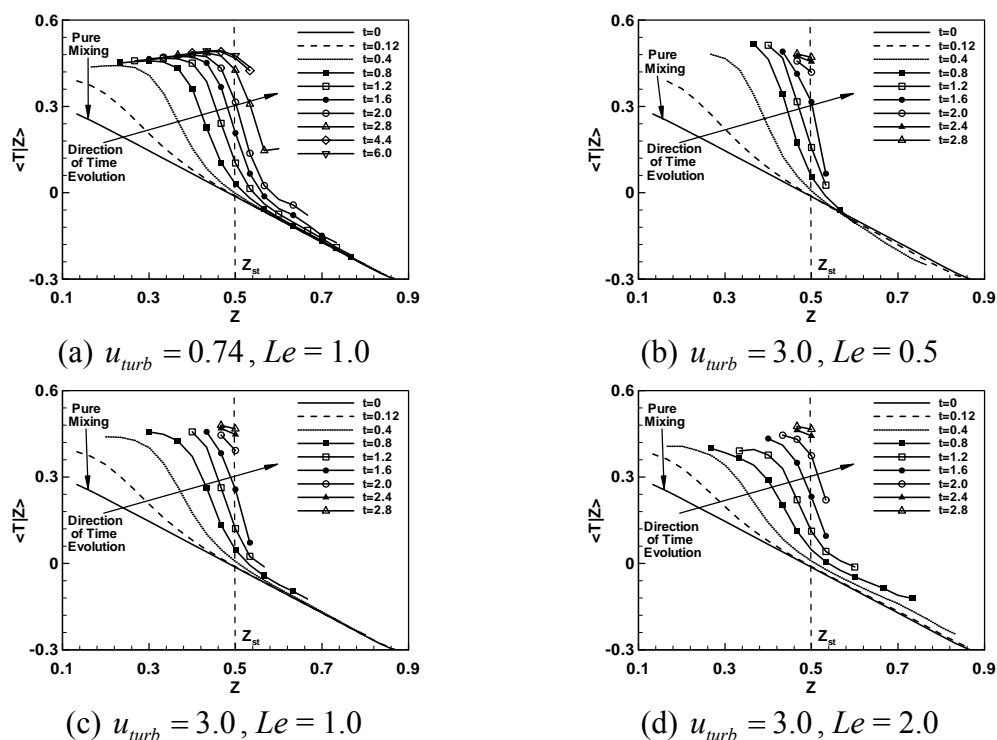 0.6
0.3
0
-0.3
<T|Z>
Pure
Mixing
Direction
of Time
Evolution
t=0
t=0.12
t=0.4
t=0.8
t=1.2
t=1.6
t=2.0
t=2.8
t=4.4
t=6.0
Zst
0.1 0.3 0.5 0.7 0.9
Z
(a) uturb = 0.74, Le = 1.0
0.6
0.3
0
-0.3
<T|Z>
Pure
Mixing
Direction
of Time
Evolution
t=0
t=0.12
t=0.4
t=0.8
t=1.2
t=1.6
t=2.0
t=2.4
t=2.8
Zst
0.1 0.3 0.5 0.7 0.9
Z
(b) uturb = 3.0, Le = 0.5
0.6
0.3
0
-0.3
<T|Z>
Pure
Mixing
Direction
of Time
Evolution
t=0
t=0.12
t=0.4
t=0.8
t=1.2
t=1.6
t=2.0
t=2.4
t=2.8
Zst
0.1 0.3 0.5 0.7 0.9
Z
(c) uturb = 3.0, Le = 1.0
0.6
0.3
0
-0.3
<T|Z>
Pure
Mixing
Direction
of Time
Evolution
t=0
t=0.12
t=0.4
t=0.8
t=1.2
t=1.6
t=2.0
t=2.4
t=2.8
Zst
0.1 0.3 0.5 0.7 0.9
Z
(d) uturb = 3.0, Le = 2.0